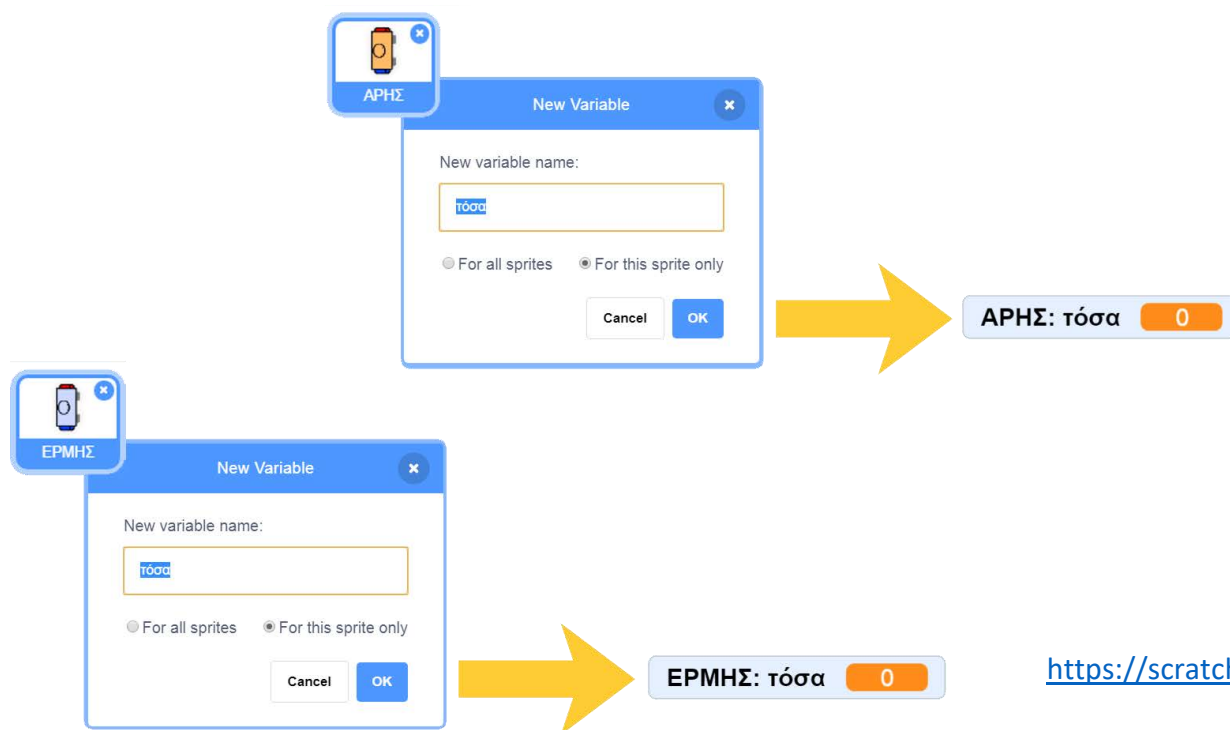 ΑΡΗΣ
New Variable
New variable name:
τόσα
For all sprites For this sprite only
Cancel OK
ΑΡΗΣ: τόσα 0
ΕΡΜΗΣ
New Variable
New variable name:
τόσα
For all sprites For this sprite only
Cancel OK
ΕΡΜΗΣ: τόσα 0
https://scratch